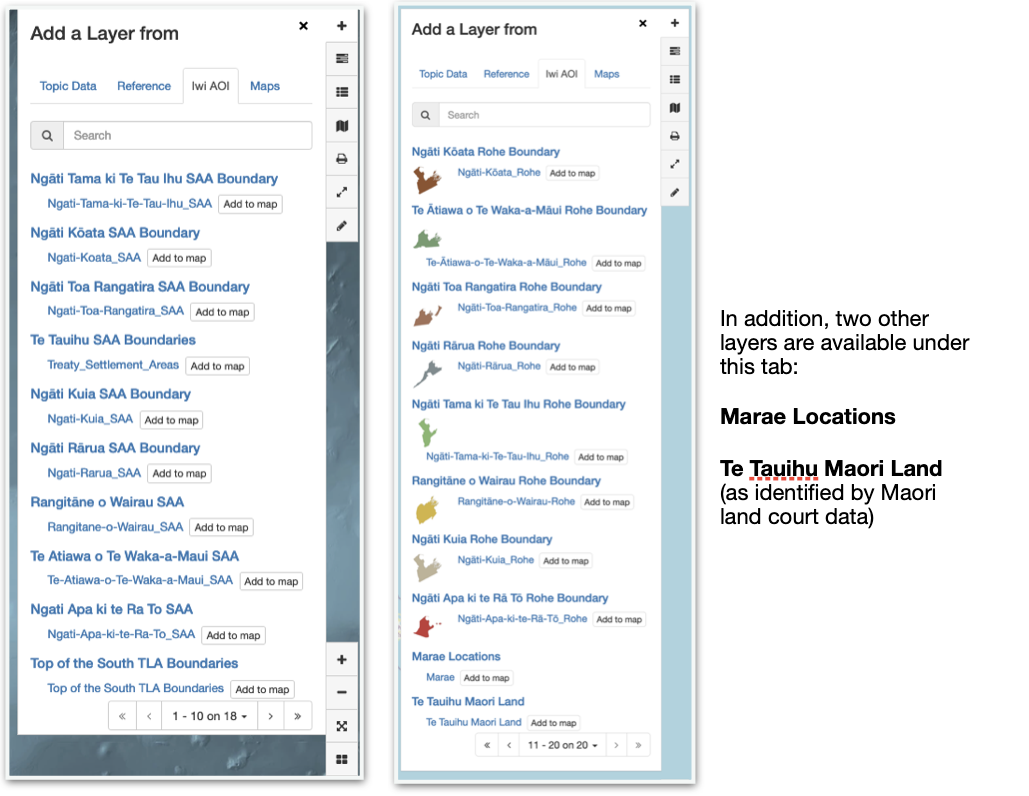 Add a Layer from
Topic Data Reference Iwi AOI Maps
Search
Ngāti Tama ki Te Tau Ihu SAA Boundary
Ngati-Tama-ki-Te-Tau-Ihu_SAA Add to map
Ngāti Kōata SAA Boundary
Ngati-Koata_SAA Add to map
Ngāti Toa Rangatira SAA Boundary
Ngati-Toa-Rangatira_SAA Add to map
Te Tauihu SAA Boundaries
Treaty_Settlement_Areas Add to map
Ngāti Kuia SAA Boundary
Ngati-Kuia_SAA Add to map
Ngāti Rārua SAA Boundary
Ngati-Rarua_SAA Add to map
Rangitāne o Wairau SAA
Rangitane-o-Wairau_SAA Add to map
Te Atiawa o Te Waka-a-Maui SAA
Te-Atiawa-o-Te-Waka-a-Maui_SAA Add to map
Ngati Apa ki te Ra To SAA
Ngati-Apa-ki-te-Ra-To_SAA Add to map
Top of the South TLA Boundaries
Top of the South TLA Boundaries Add to map
« ‹ 1 - 10 on 18 › »
Add a Layer from
Topic Data Reference Iwi AOI Maps
Search
Ngāti Kōata Rohe Boundary
Ngāti-Kōata_Rohe Add to map
Te Ātiawa o Te Waka-a-Māui Rohe Boundary
Te-Ātiawa-o-Te-Waka-a-Māui_Rohe Add to map
Ngāti Toa Rangatira Rohe Boundary
Ngāti-Toa-Rangatira_Rohe Add to map
Ngāti Rārua Rohe Boundary
Ngāti-Rārua_Rohe Add to map
Ngāti Tama ki Te Tau Ihu Rohe Boundary
Ngāti-Tama-ki-Te-Tau-Ihu_Rohe Add to map
Rangitāne o Wairau Rohe Boundary
Rangitāne-o-Wairau-Rohe Add to map
Ngāti Kuia Rohe Boundary
Ngāti-Kuia_Rohe Add to map
Ngāti Apa ki te Rā Tō Rohe Boundary
Ngāti-Apa-ki-te-Rā-Tō_Rohe Add to map
Marae Locations
Marae Add to map
Te Tauihu Maori Land
Te Tauihu Maori Land Add to map
« ‹ 11 - 20 on 20 › »
In addition, two other
layers are available under
this tab:
Marae Locations
Te Tauihu Maori Land
(as identified by Maori
land court data)